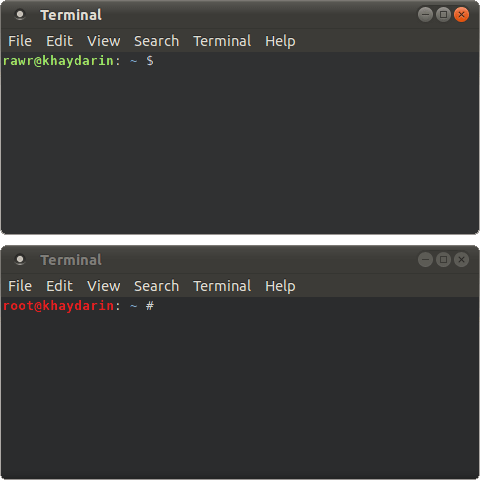 Terminal
File Edit View Search Terminal Help
rawr@khaydarin: ~ $
Terminal
File Edit View Search Terminal Help
root@khaydarin: ~ #